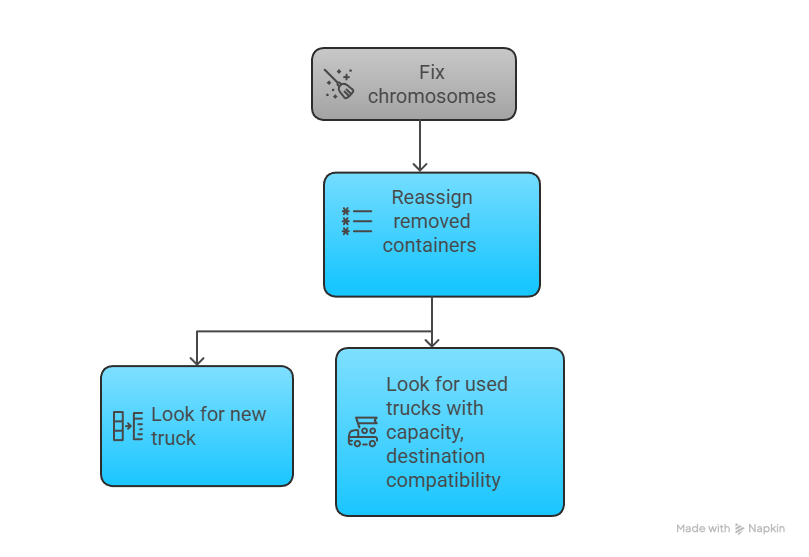 Fix
chromosomes
Reassign
removed
containers
Look for new
truck
Look for used
trucks with
capacity,
destination
compatibility
Made with Napkin